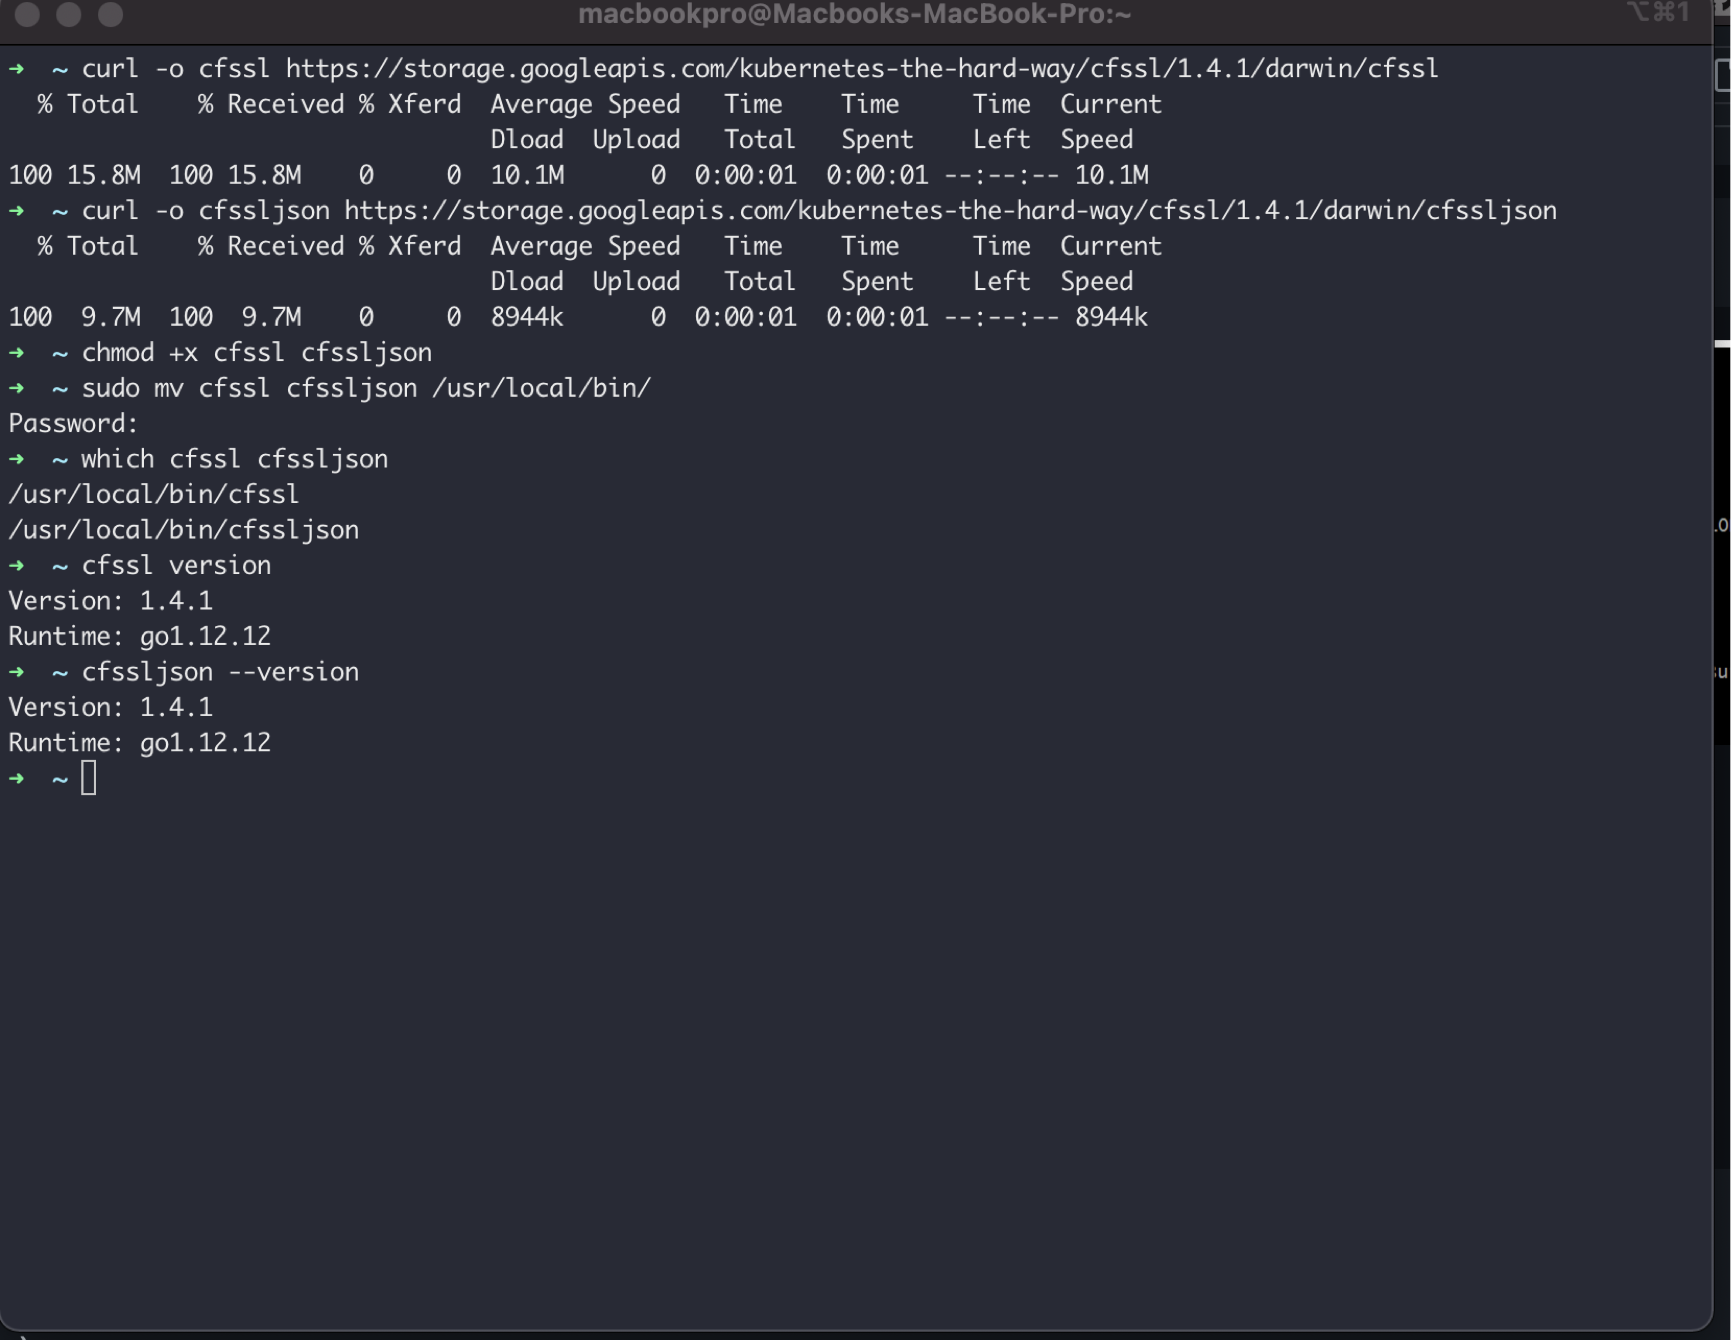 macbookpro@Macbooks-MacBook-Pro:~ ⌥⌘1
➜ ~ curl -o cfssl https://storage.googleapis.com/kubernetes-the-hard-way/cfssl/1.4.1/darwin/cfssl
% Total % Received % Xferd Average Speed Time Time Time Current
Dload Upload Total Spent Left Speed
100 15.8M 100 15.8M 0 0 10.1M 0 0:00:01 0:00:01 --:--:-- 10.1M
➜ ~ curl -o cfssljson https://storage.googleapis.com/kubernetes-the-hard-way/cfssl/1.4.1/darwin/cfssljson
% Total % Received % Xferd Average Speed Time Time Time Current
Dload Upload Total Spent Left Speed
100 9.7M 100 9.7M 0 0 8944k 0 0:00:01 0:00:01 --:--:-- 8944k
➜ ~ chmod +x cfssl cfssljson
➜ ~ sudo mv cfssl cfssljson /usr/local/bin/
Password:
➜ ~ which cfssl cfssljson
/usr/local/bin/cfssl
/usr/local/bin/cfssljson
➜ ~ cfssl version
Version: 1.4.1
Runtime: go1.12.12
➜ ~ cfssljson --version
Version: 1.4.1
Runtime: go1.12.12
➜ ~